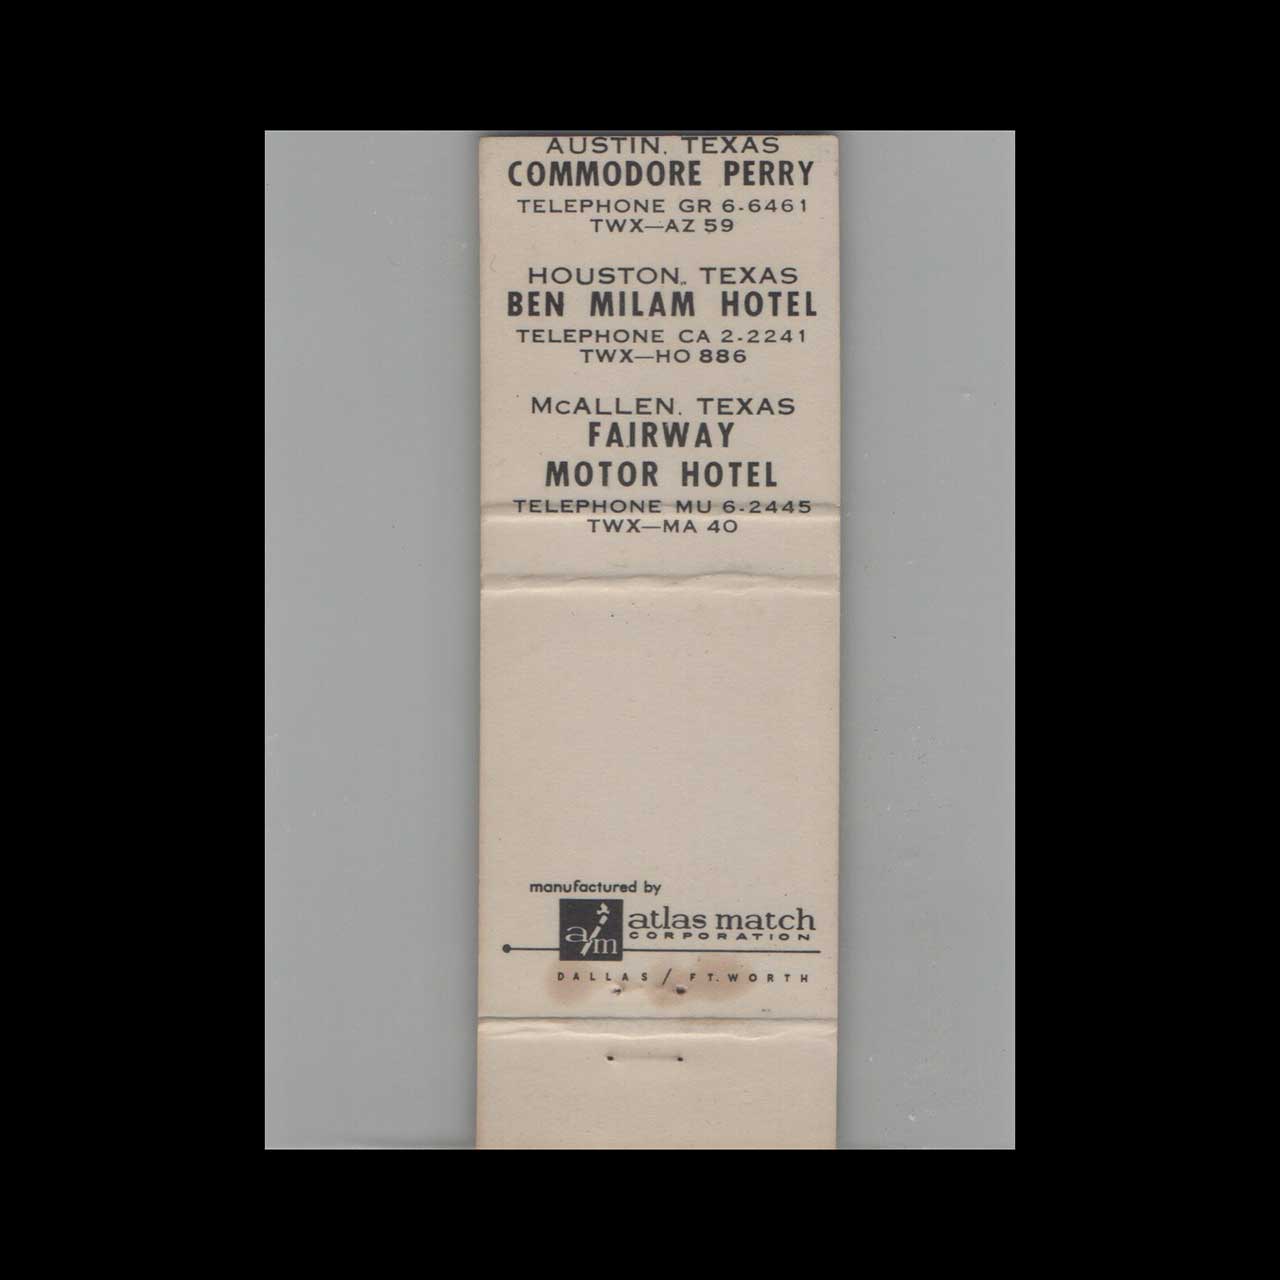 AUSTIN, TEXAS
COMMODORE PERRY
TELEPHONE GR 6-6461
TWX—AZ 59
HOUSTON, TEXAS
BEN MILAM HOTEL
TELEPHONE CA 2-2241
TWX—HO 886
McALLEN, TEXAS
FAIRWAY
MOTOR HOTEL
TELEPHONE MU 6-2445
TWX—MA 40
manufactured by
a/m atlas match
CORPORATION
DALLAS / FT. WORTH